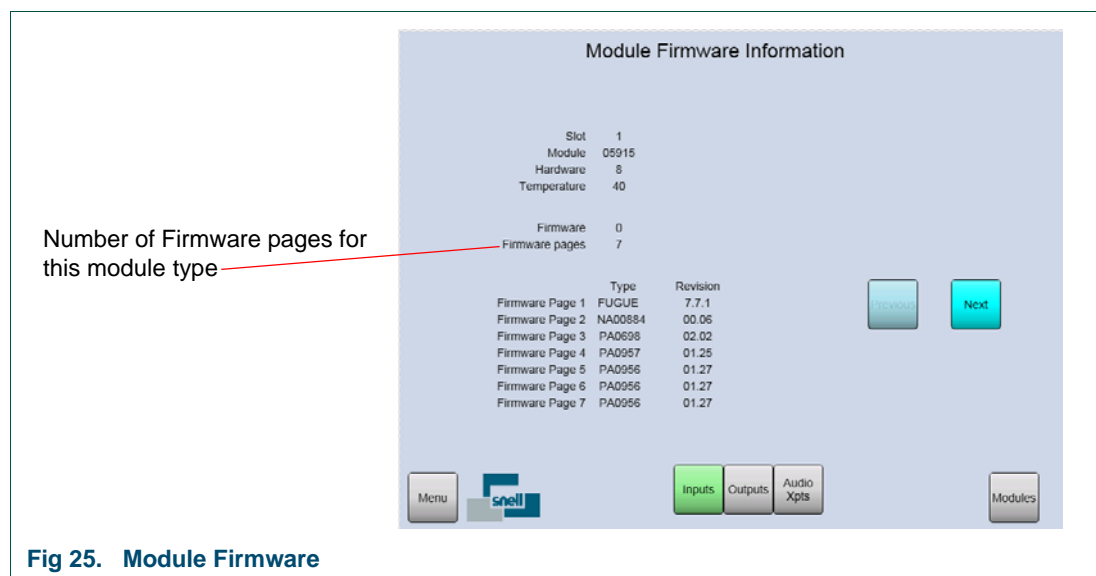 Module Firmware Information
Slot 1
Module 05915
Hardware 8
Temperature 40
Number of Firmware pages for
this module type
Firmware 0
Firmware pages 7
Type Revision
Firmware Page 1 FUGUE 7.7.1
Firmware Page 2 NA00884 00.06
Firmware Page 3 PA0698 02.02
Firmware Page 4 PA0957 01.25
Firmware Page 5 PA0956 01.27
Firmware Page 6 PA0956 01.27
Firmware Page 7 PA0956 01.27
Previous Next
Menu snell Inputs Outputs Audio Xpts Modules
Fig 25. Module Firmware